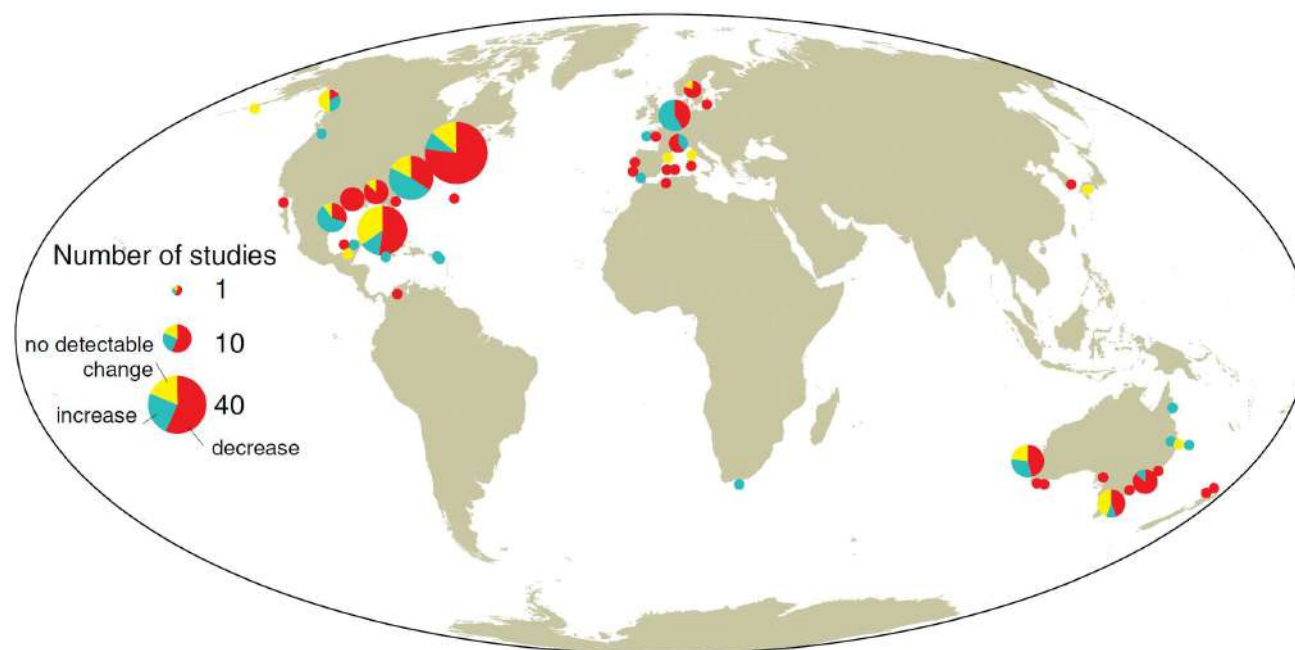 Number of studies
1
no detectable
change
10
increase
40
decrease